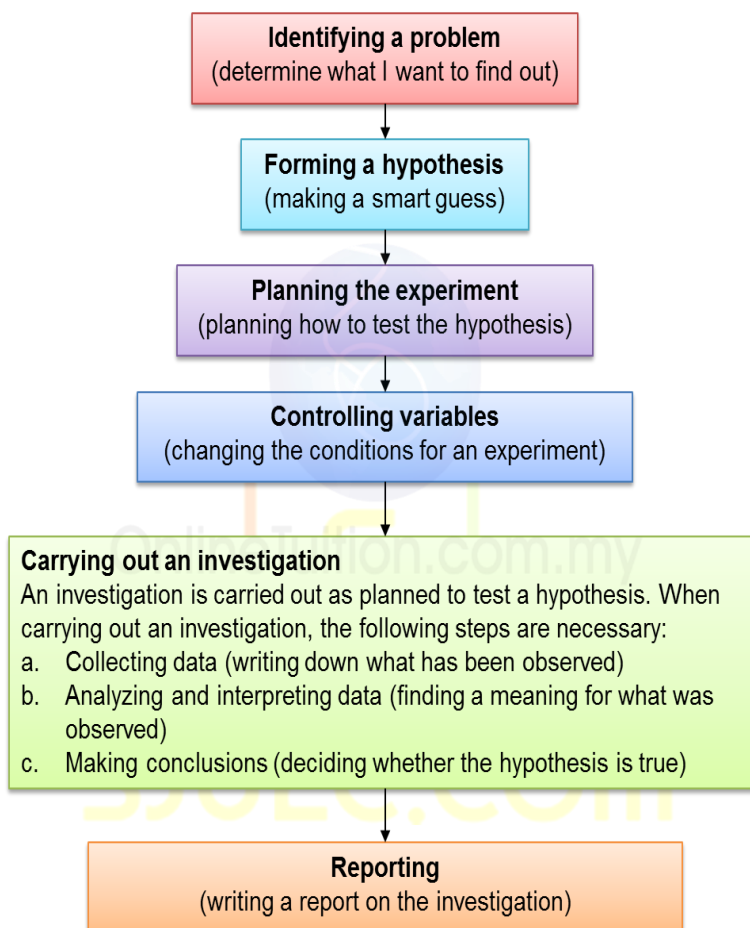 Identifying a problem
(determine what I want to find out)
Forming a hypothesis
(making a smart guess)
Planning the experiment
(planning how to test the hypothesis)
Controlling variables
(changing the conditions for an experiment)
OnlineTuition.com.my
Carrying out an investigation
An investigation is carried out as planned to test a hypothesis. When
carrying out an investigation, the following steps are necessary:
a. Collecting data (writing down what has been observed)
b. Analyzing and interpreting data (finding a meaning for what was
observed)
c. Making conclusions (deciding whether the hypothesis is true)
Reporting
(writing a report on the investigation)